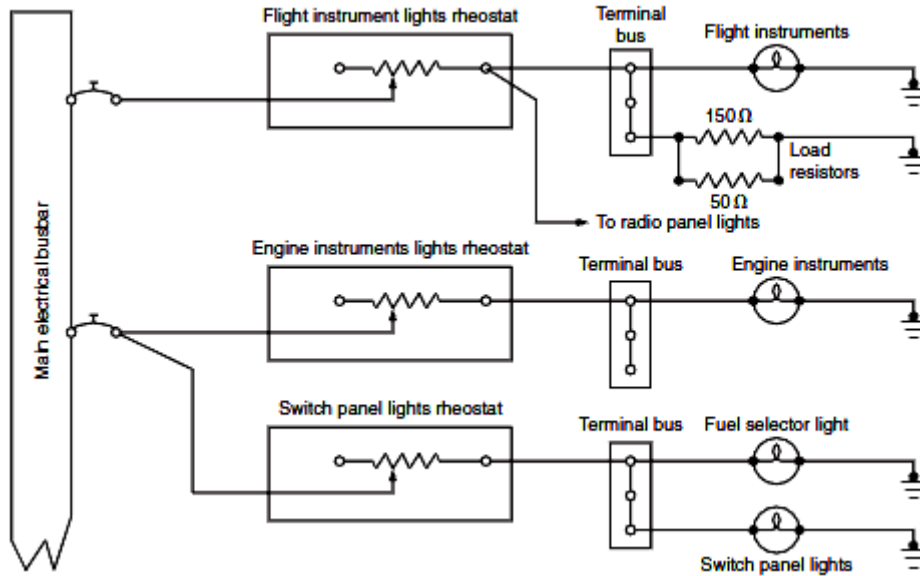 Flight instrument lights rheostat
Terminal
bus
Flight instruments
150 Ω
Load
resistors
50 Ω
To radio panel lights
Main electrical busbar
Engine instruments lights rheostat
Terminal bus
Engine instruments
Switch panel lights rheostat
Terminal bus
Fuel selector light
Switch panel lights